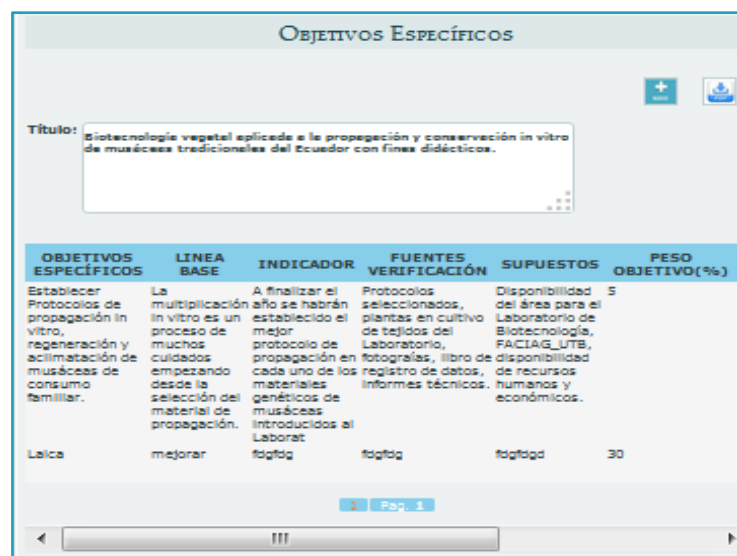 OBJETIVOS ESPECÍFICOS
Título:
Biotecnología vegetal aplicada a la propagación y conservación in vitro
de musáceas tradicionales del Ecuador con fines didácticos.
OBJETIVOS ESPECÍFICOS
LINEA BASE
INDICADOR
FUENTES VERIFICACIÓN
SUPUESTOS
PESO OBJETIVO(%)
Establecer
Protocolos de
propagación in
vitro,
regeneración y
aclimatación de
musáceas de
consumo
familiar.
La
multiplicación
in vitro es un
proceso de
muchos
cuidados
empezando
desde la
selección del
material de
propagación.
A finalizar el
año se habrán
establecido el
mejor
protocolo de
propagación en
cada uno de los
materiales
genéticos de
musáceas
introducidos al
Laborat
Protocolos
seleccionados,
plantas en cultivo
de tejidos del
Laboratorio,
fotograías, libro de
registro de datos,
informes técnicos.
Disponibilidad
del área para el
Laboratorio de
Biotecnología,
FACIAG_UTB,
disponibilidad
de recursos
humanos y
económicos.
5
Laica
mejorar
fdgfdg
fdgfdg
fdgfdgd
30
1 Pag. 1